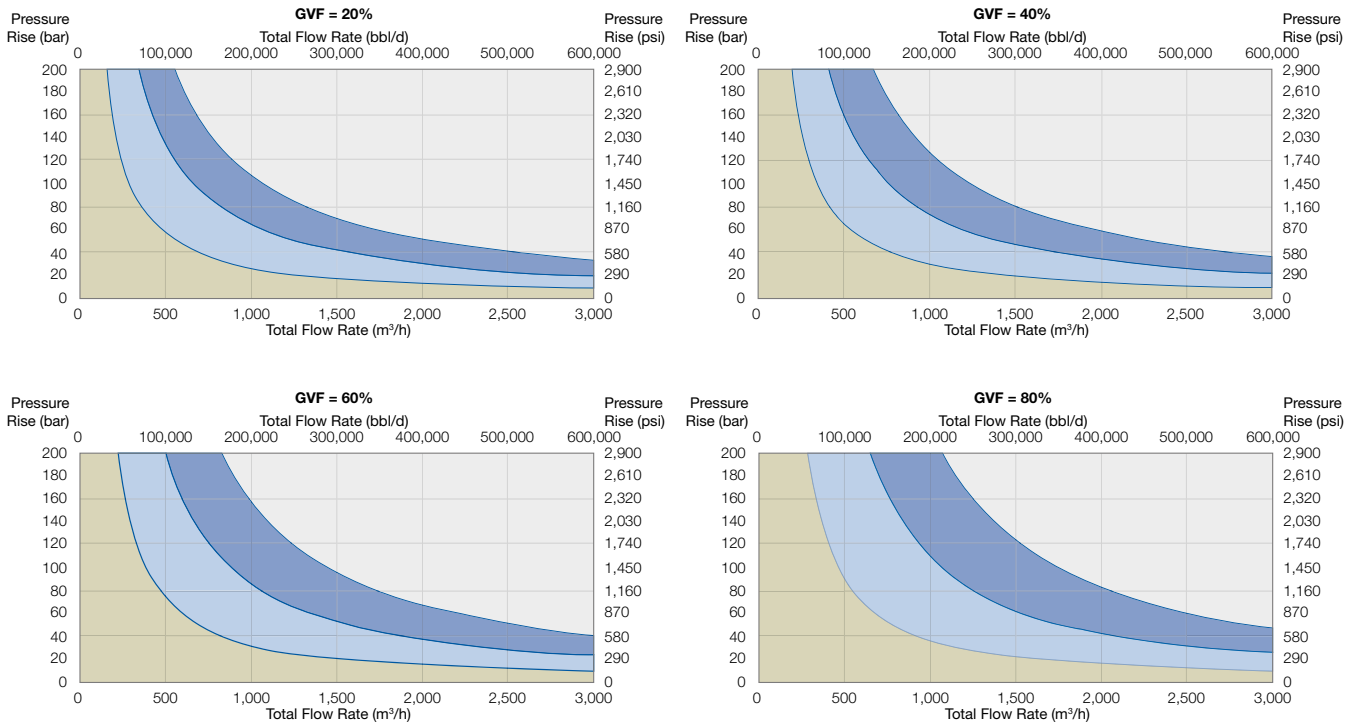 GVF = 20%
Pressure Rise (bar)
Total Flow Rate (bbl/d)
Pressure Rise (psi)
0 100,000 200,000 300,000 400,000 500,000 600,000
200 2,900
180 2,610
160 2,320
140 2,030
120 1,740
100 1,450
80 1,160
60 870
40 580
20 290
0 0
0 500 1,000 1,500 2,000 2,500 3,000
Total Flow Rate (m³/h)
GVF = 40%
Pressure Rise (bar)
Total Flow Rate (bbl/d)
Pressure Rise (psi)
0 100,000 200,000 300,000 400,000 500,000 600,000
200 2,900
180 2,610
160 2,320
140 2,030
120 1,740
100 1,450
80 1,160
60 870
40 580
20 290
0 0
0 500 1,000 1,500 2,000 2,500 3,000
Total Flow Rate (m³/h)
GVF = 60%
Pressure Rise (bar)
Total Flow Rate (bbl/d)
Pressure Rise (psi)
0 100,000 200,000 300,000 400,000 500,000 600,000
200 2,900
180 2,610
160 2,320
140 2,030
120 1,740
100 1,450
80 1,160
60 870
40 580
20 290
0 0
0 500 1,000 1,500 2,000 2,500 3,000
Total Flow Rate (m³/h)
GVF = 80%
Pressure Rise (bar)
Total Flow Rate (bbl/d)
Pressure Rise (psi)
0 100,000 200,000 300,000 400,000 500,000 600,000
200 2,900
180 2,610
160 2,320
140 2,030
120 1,740
100 1,450
80 1,160
60 870
40 580
20 290
0 0
0 500 1,000 1,500 2,000 2,500 3,000
Total Flow Rate (m³/h)